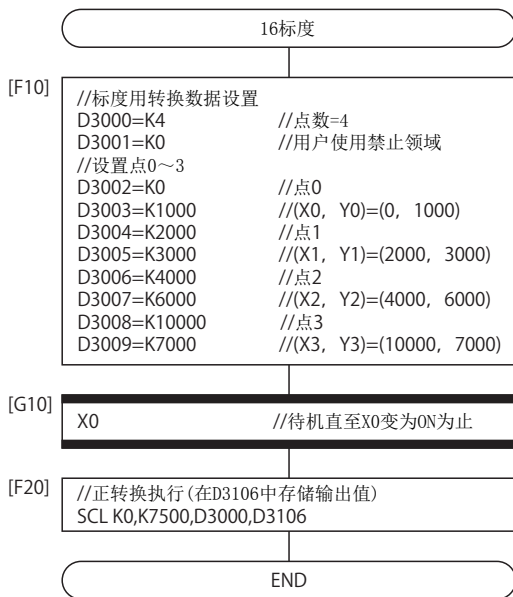 16标度
[F10]
//标度用转换数据设置
D3000=K4 //点数=4
D3001=K0 //用户使用禁止领域
//设置点0～3
D3002=K0 //点0
D3003=K1000 //(X0, Y0)=(0, 1000)
D3004=K2000 //点1
D3005=K3000 //(X1, Y1)=(2000, 3000)
D3006=K4000 //点2
D3007=K6000 //(X2, Y2)=(4000, 6000)
D3008=K10000 //点3
D3009=K7000 //(X3, Y3)=(10000, 7000)
[G10]
X0 //待机直至X0变为ON为止
[F20]
//正转换执行(在D3106中存储输出值)
SCL K0,K7500,D3000,D3106
END